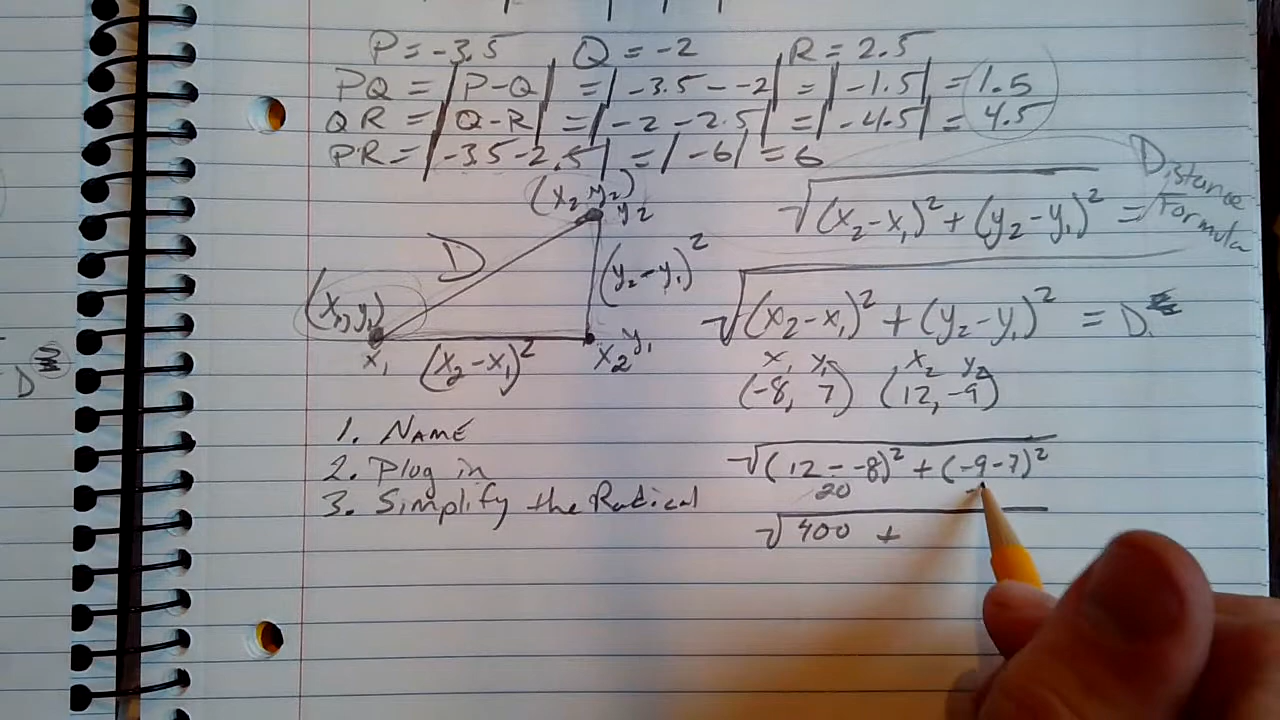 P = -3.5 Q = -2 R = 2.5
PQ = |P-Q| = |-3.5 - -2| = |-1.5| = 1.5
QR = |Q-R| = |-2 - 2.5| = |-4.5| = 4.5
PR = |-3.5 - 2.5| = |-6| = 6
(x₂, y₂)
y₂
√(x₂-x₁)² + (y₂-y₁)² = Distance Formula
D
(y₂-y₁)²
(x₁, y₁)
√(x₂-x₁)² + (y₂-y₁)² = D
x₁ (x₂-x₁)² x₂ y₁
D
x₁ y₁ x₂ y₂
(-8, 7) (12, -9)
1. NAME
2. Plug in
3. Simplify the Radical
√(12 - -8)² + (-9-7)²
20 -
√400 +